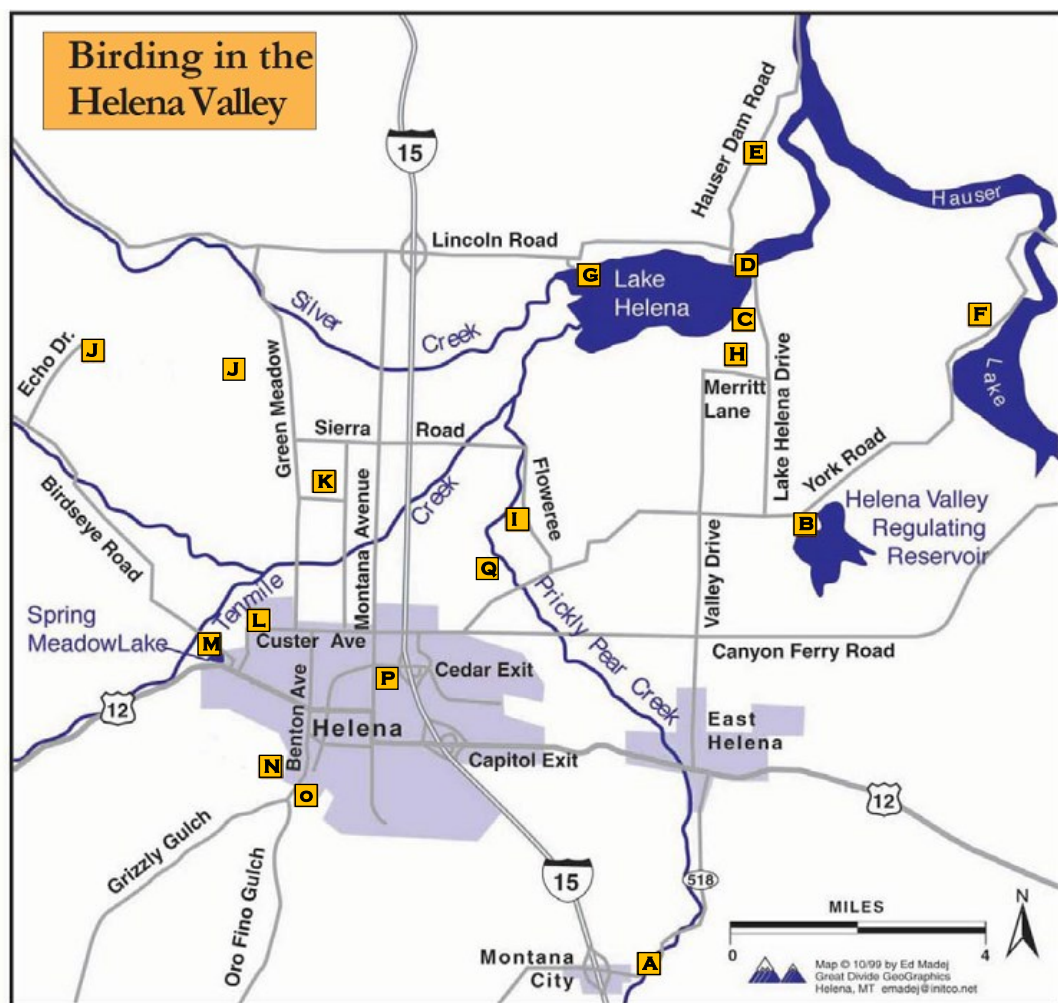 Birding in the
Helena Valley
15
Hauser Dam Road
E
Hauser
Lincoln Road
D
G
Lake
Helena
Silver
Creek
C
F
J
J
H
Echo Dr.
Merritt
Lane
Lake
Green Meadow
Sierra Road
Lake Helena Drive
York Road
K
Montana Avenue
Creek
Floweree
I
B
Helena Valley
Regulating
Reservoir
Birdseye Road
Q
Valley Drive
Prickly Pear Creek
Tenmile
Spring
MeadowLake
L
M
Custer Ave
Canyon Ferry Road
P
Cedar Exit
12
Benton Ave
Helena
East
Helena
Capitol Exit
N
O
12
Grizzly Gulch
Oro Fino Gulch
15
518
MILES
N
0
4
Montana
City
A
Map © 10/99 by Ed Madej
Great Divide GeoGraphics
Helena, MT emadej@initco.net